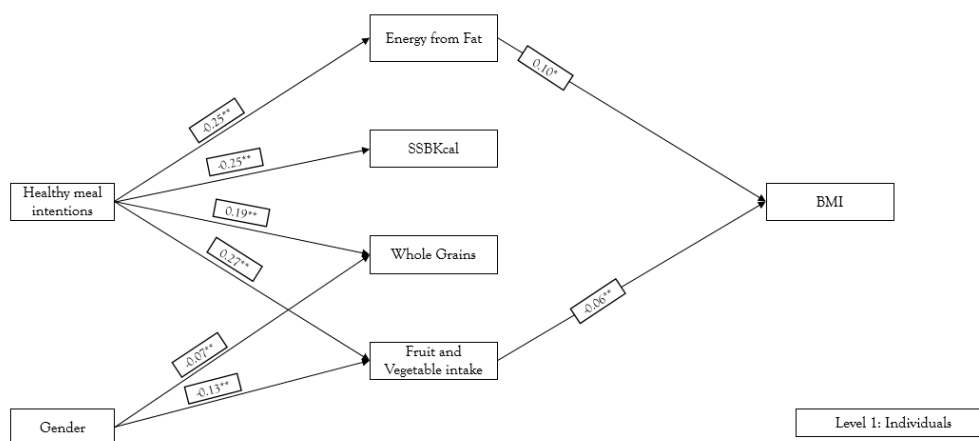 Energy from Fat
0.10*
-0.25**
SSBKcal
-0.25**
Healthy meal
intentions
BMI
0.19**
Whole Grains
0.27**
-0.06**
-0.07**
Fruit and
Vegetable intake
-0.13**
Gender
Level 1: Individuals